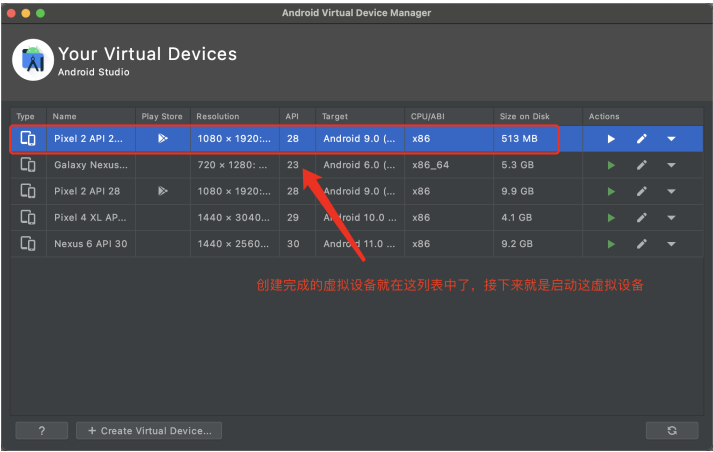 Android Virtual Device Manager
Your Virtual Devices
Android Studio
Type Name Play Store Resolution API Target CPU/ABI Size on Disk Actions
Pixel 2 API 2... 1080 × 1920:... 28 Android 9.0 (... x86 513 MB
Galaxy Nexus... 720 × 1280: ... 23 Android 6.0 (... x86_64 5.3 GB
Pixel 2 API 28 1080 × 1920:... 28 Android 9.0 (... x86 9.9 GB
Pixel 4 XL AP... 1440 × 3040... 29 Android 10.0 ... x86 4.1 GB
Nexus 6 API 30 1440 × 2560... 30 Android 11.0 ... x86 9.2 GB
创建完成的虚拟设备就在这列表中了，接下来就是启动这虚拟设备
? + Create Virtual Device...